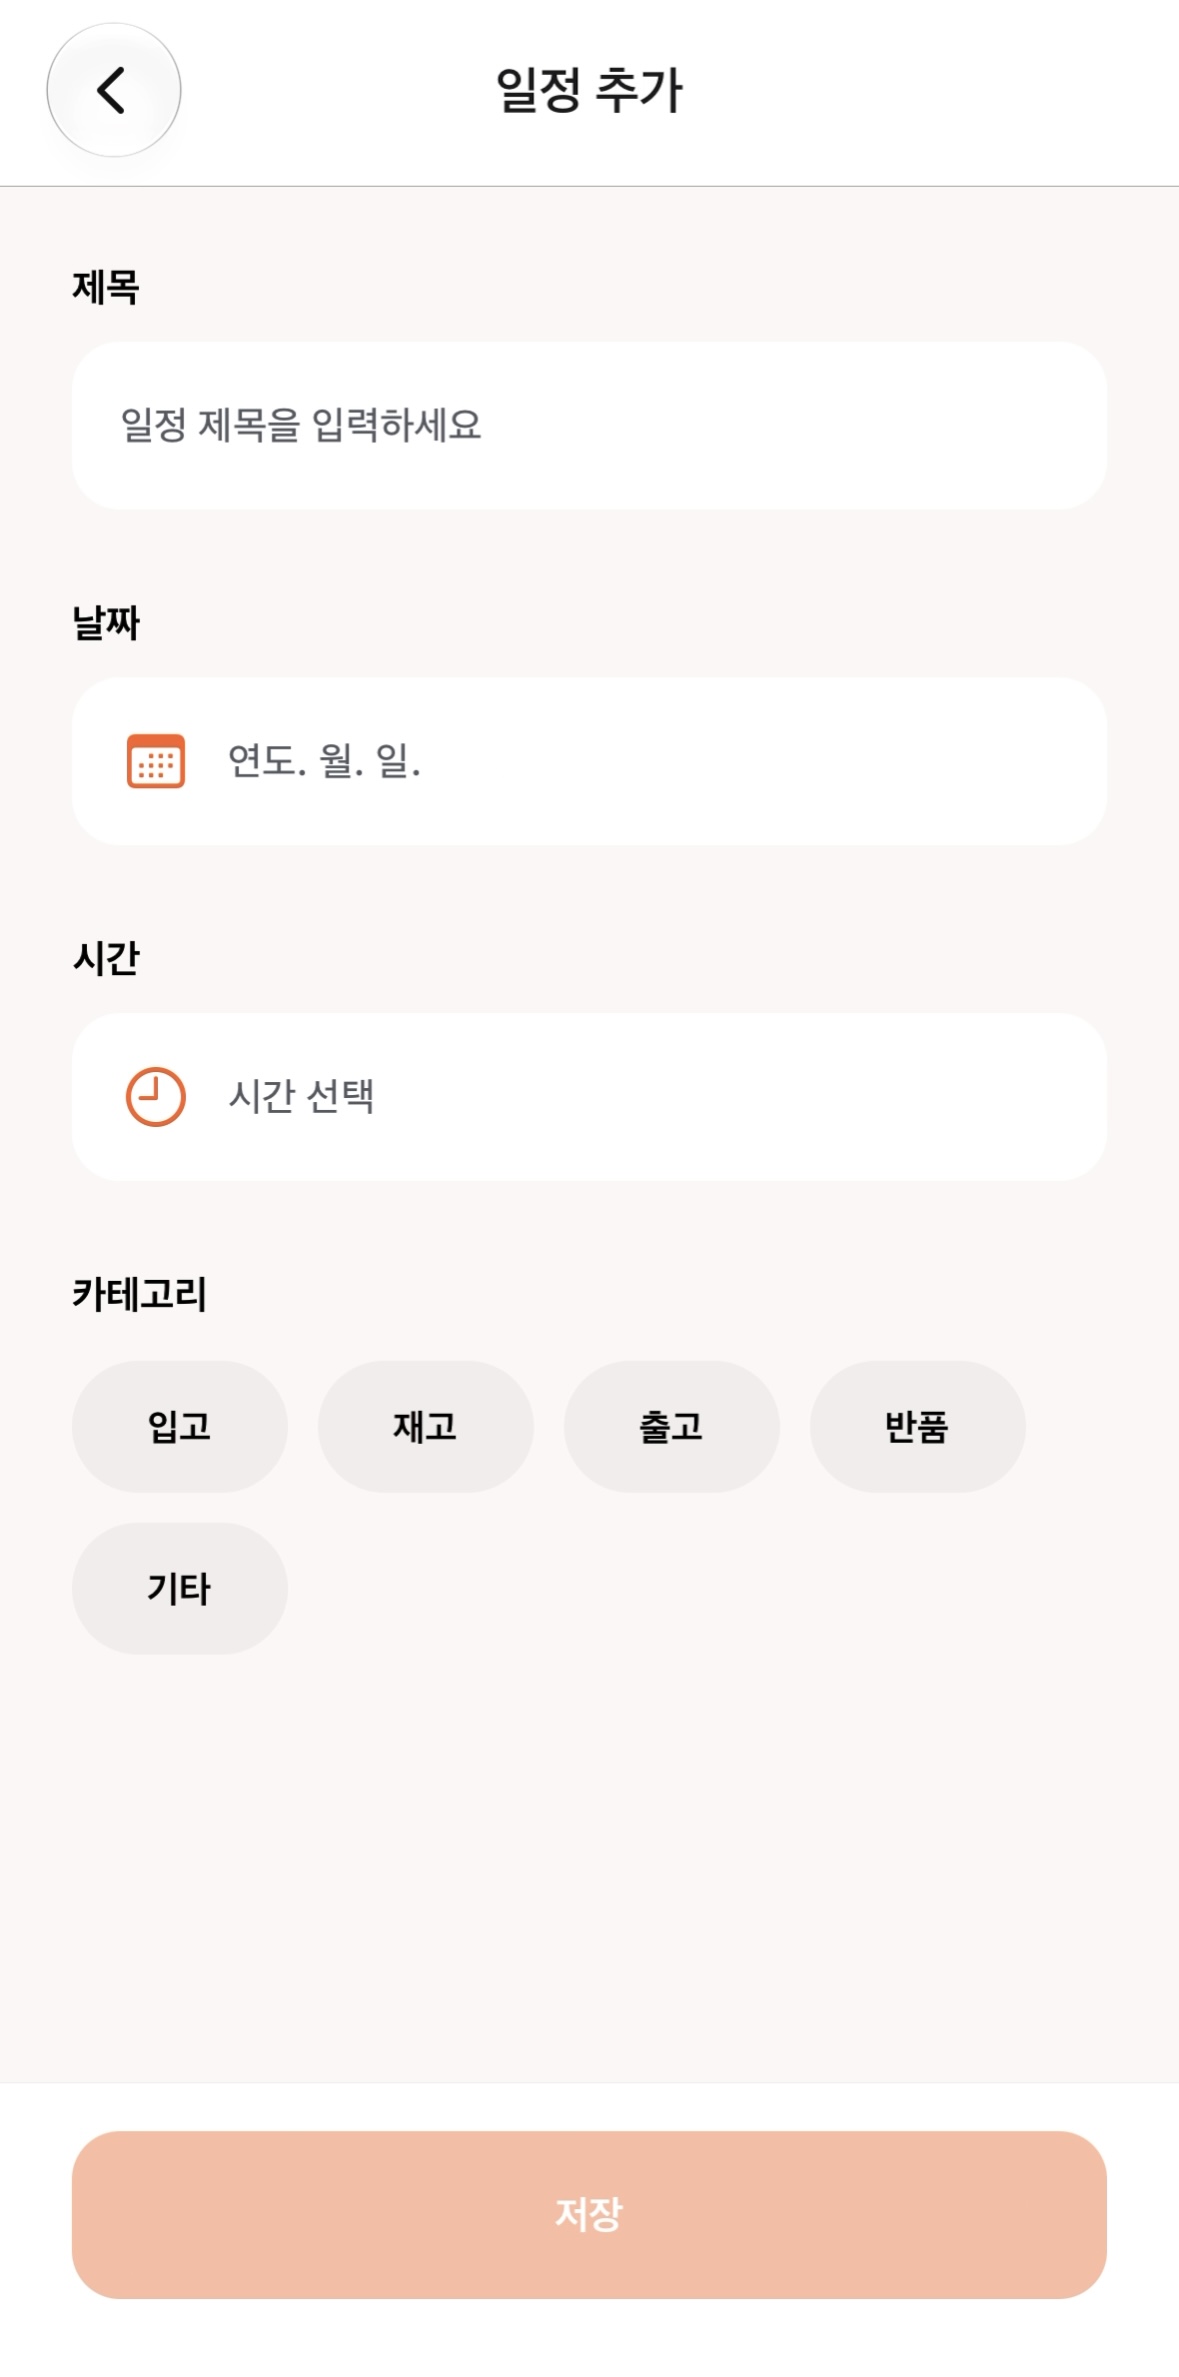 일정 추가
제목
일정 제목을 입력하세요
날짜
연도. 월. 일.
시간
시간 선택
카테고리
입고 재고 출고 반품
기타
저장